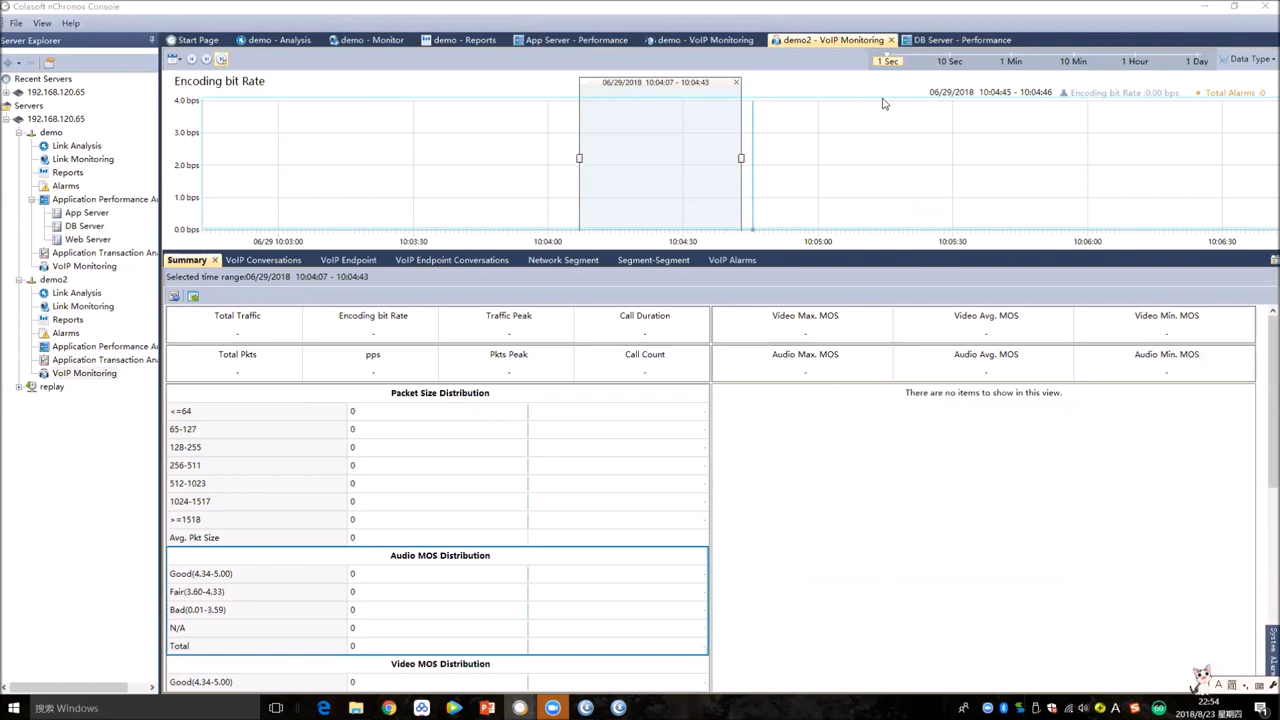 Colasoft nChronos Console
File View Help
Server Explorer
Start Page demo - Analysis demo - Monitor demo - Reports App Server - Performance demo - VoIP Monitoring demo2 - VoIP Monitoring DB Server - Performance
1 Sec 10 Sec 1 Min 10 Min 1 Hour 1 Day Data Type
Recent Servers
192.168.120.65
Servers
192.168.120.65
demo
Link Analysis
Link Monitoring
Reports
Alarms
Application Performance A
App Server
DB Server
Web Server
Application Transaction An
VoIP Monitoring
demo2
Link Analysis
Link Monitoring
Reports
Alarms
Application Performance A
Application Transaction An
VoIP Monitoring
replay
Encoding bit Rate
06/29/2018 10:04:07 - 10:04:43
06/29/2018 10:04:45 - 10:04:46 Encoding bit Rate :0.00 bps Total Alarms :0
4.0 bps
3.0 bps
2.0 bps
1.0 bps
0.0 bps
06/29 10:03:00 10:03:30 10:04:00 10:04:30 10:05:00 10:05:30 10:06:00 10:06:30
Summary VoIP Conversations VoIP Endpoint VoIP Endpoint Conversations Network Segment Segment-Segment VoIP Alarms
Selected time range:06/29/2018 10:04:07 - 10:04:43
Total Traffic Encoding bit Rate Traffic Peak Call Duration Video Max. MOS Video Avg. MOS Video Min. MOS
- - - - - - -
Total Pkts pps Pkts Peak Call Count Audio Max. MOS Audio Avg. MOS Audio Min. MOS
- - - - - - -
Packet Size Distribution
There are no items to show in this view.
<=64 0 -
65-127 0 -
128-255 0 -
256-511 0 -
512-1023 0 -
1024-1517 0 -
>=1518 0 -
Avg. Pkt Size 0 -
Audio MOS Distribution
Good(4.34-5.00) 0 -
Fair(3.60-4.33) 0 -
Bad(0.01-3.59) 0 -
N/A 0 -
Total 0 -
Video MOS Distribution
Good(4.34-5.00) 0 -
System Alarm
A 简
搜索 Windows
22:54
2018/8/23 星期四